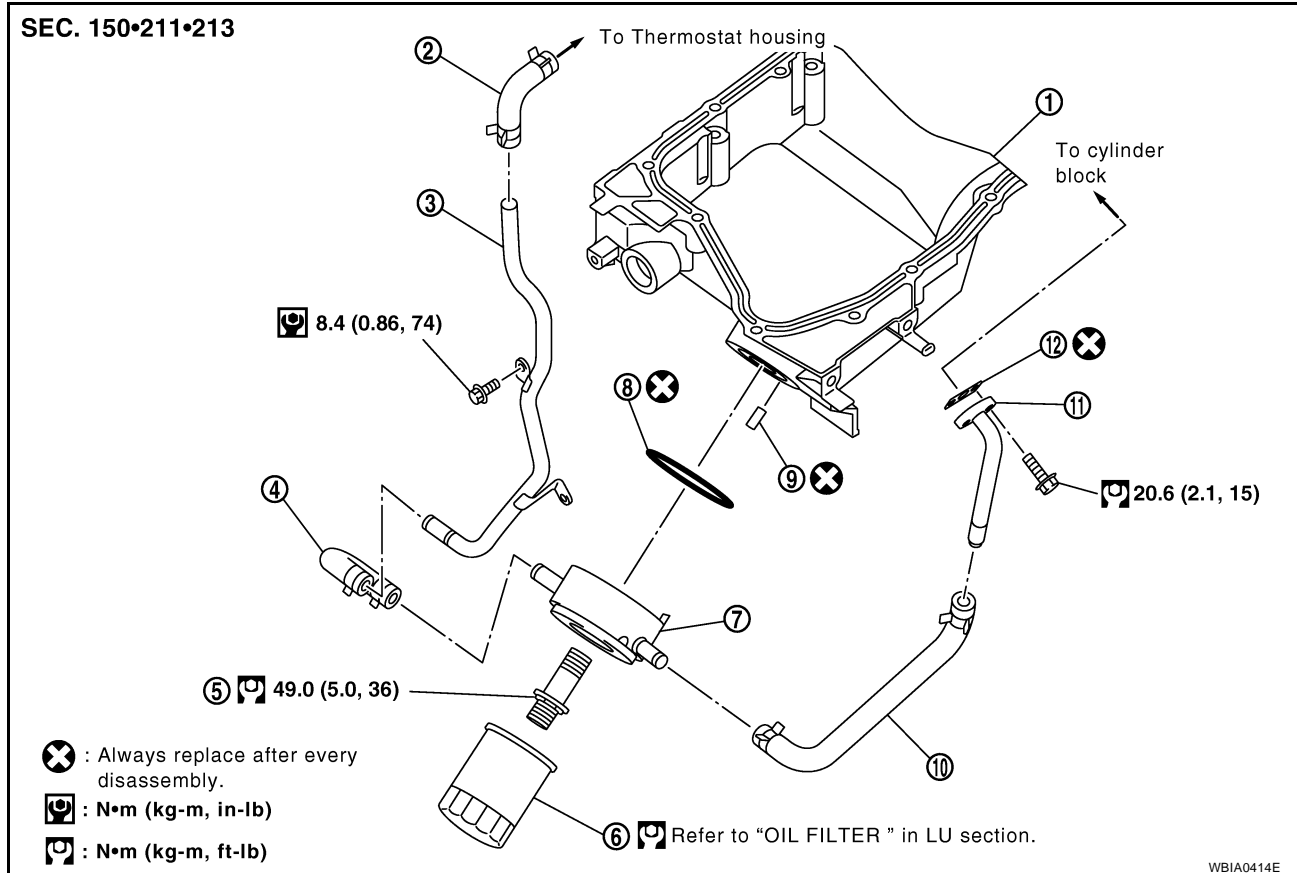 SEC. 150•211•213
②
To Thermostat housing
①
To cylinder
block
③
8.4 (0.86, 74)
⑫
⑧
⑪
④
⑨
20.6 (2.1, 15)
⑦
⑤ 49.0 (5.0, 36)
⑩
: Always replace after every
disassembly.
: N•m (kg-m, in-lb)
⑥ Refer to “OIL FILTER ” in LU section.
: N•m (kg-m, ft-lb)
WBIA0414E